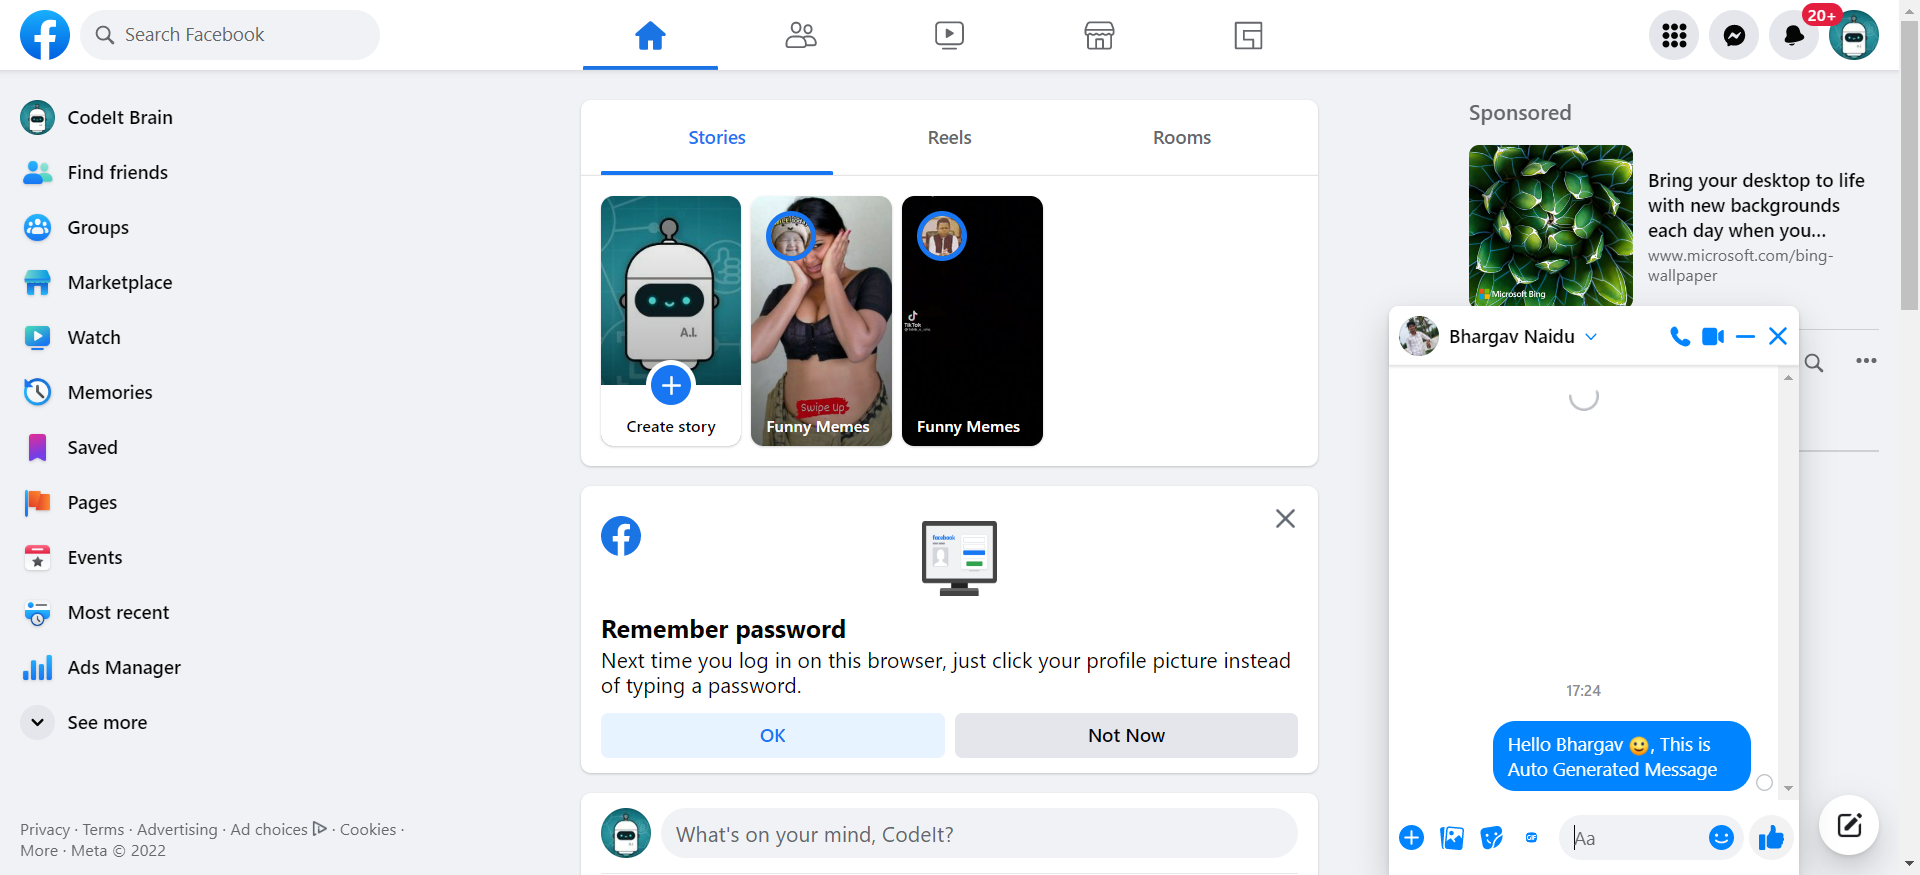 Search Facebook
20+
CodeIt Brain
Find friends
Groups
Marketplace
Watch
Memories
Saved
Pages
Events
Most recent
Ads Manager
See more
Privacy · Terms · Advertising · Ad choices · Cookies ·
More · Meta © 2022
Stories
Reels
Rooms
A.I.
Create story
Swipe Up
Funny Memes
TikTok
Funny Memes
facebook
Remember password
Next time you log in on this browser, just click your profile picture instead
of typing a password.
OK
Not Now
What's on your mind, CodeIt?
Sponsored
Microsoft Bing
Bring your desktop to life
with new backgrounds
each day when you...
www.microsoft.com/bing-
wallpaper
Bhargav Naidu
17:24
Hello Bhargav 🙂, This is
Auto Generated Message
GIF
Aa